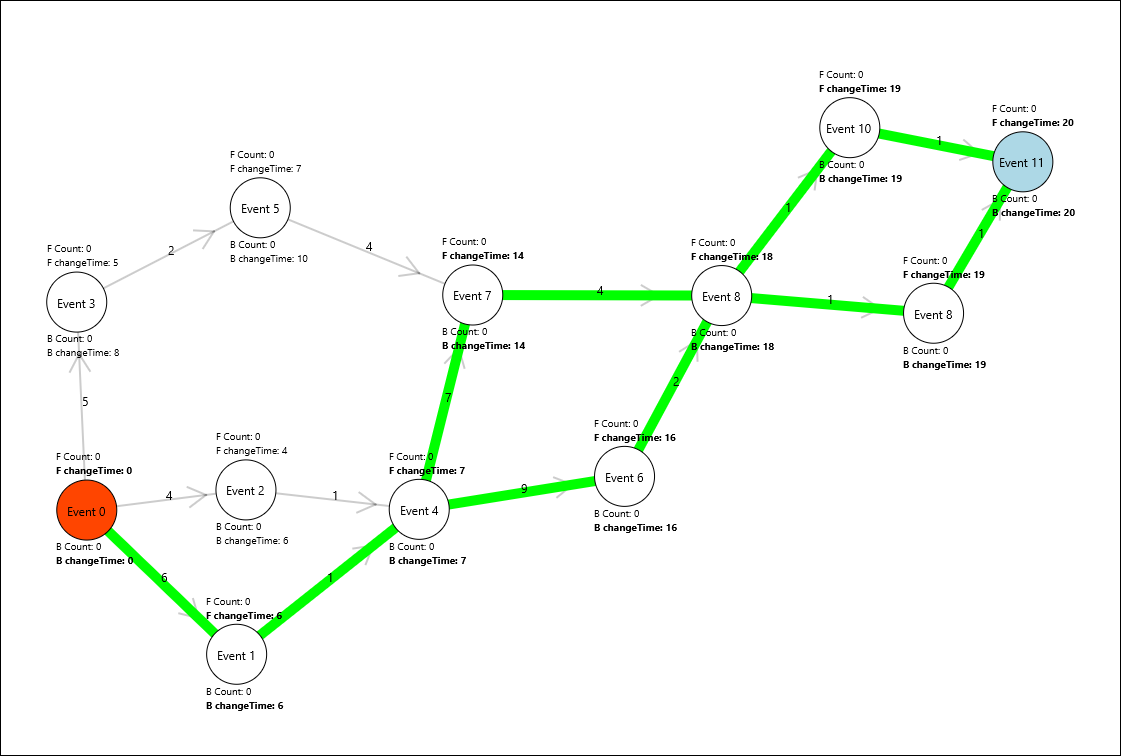 F Count: 0
F changeTime: 19
Event 10
B Count: 0
B changeTime: 19
1
F Count: 0
F changeTime: 20
Event 11
B Count: 0
B changeTime: 20
F Count: 0
F changeTime: 7
Event 5
B Count: 0
B changeTime: 10
2
4
1
1
F Count: 0
F changeTime: 5
Event 3
B Count: 0
B changeTime: 8
F Count: 0
F changeTime: 14
Event 7
B Count: 0
B changeTime: 14
4
F Count: 0
F changeTime: 18
Event 8
B Count: 0
B changeTime: 18
1
F Count: 0
F changeTime: 19
Event 8
B Count: 0
B changeTime: 19
5
7
2
F Count: 0
F changeTime: 0
Event 0
B Count: 0
B changeTime: 0
4
F Count: 0
F changeTime: 4
Event 2
B Count: 0
B changeTime: 6
1
F Count: 0
F changeTime: 7
Event 4
B Count: 0
B changeTime: 7
9
F Count: 0
F changeTime: 16
Event 6
B Count: 0
B changeTime: 16
6
1
F Count: 0
F changeTime: 6
Event 1
B Count: 0
B changeTime: 6